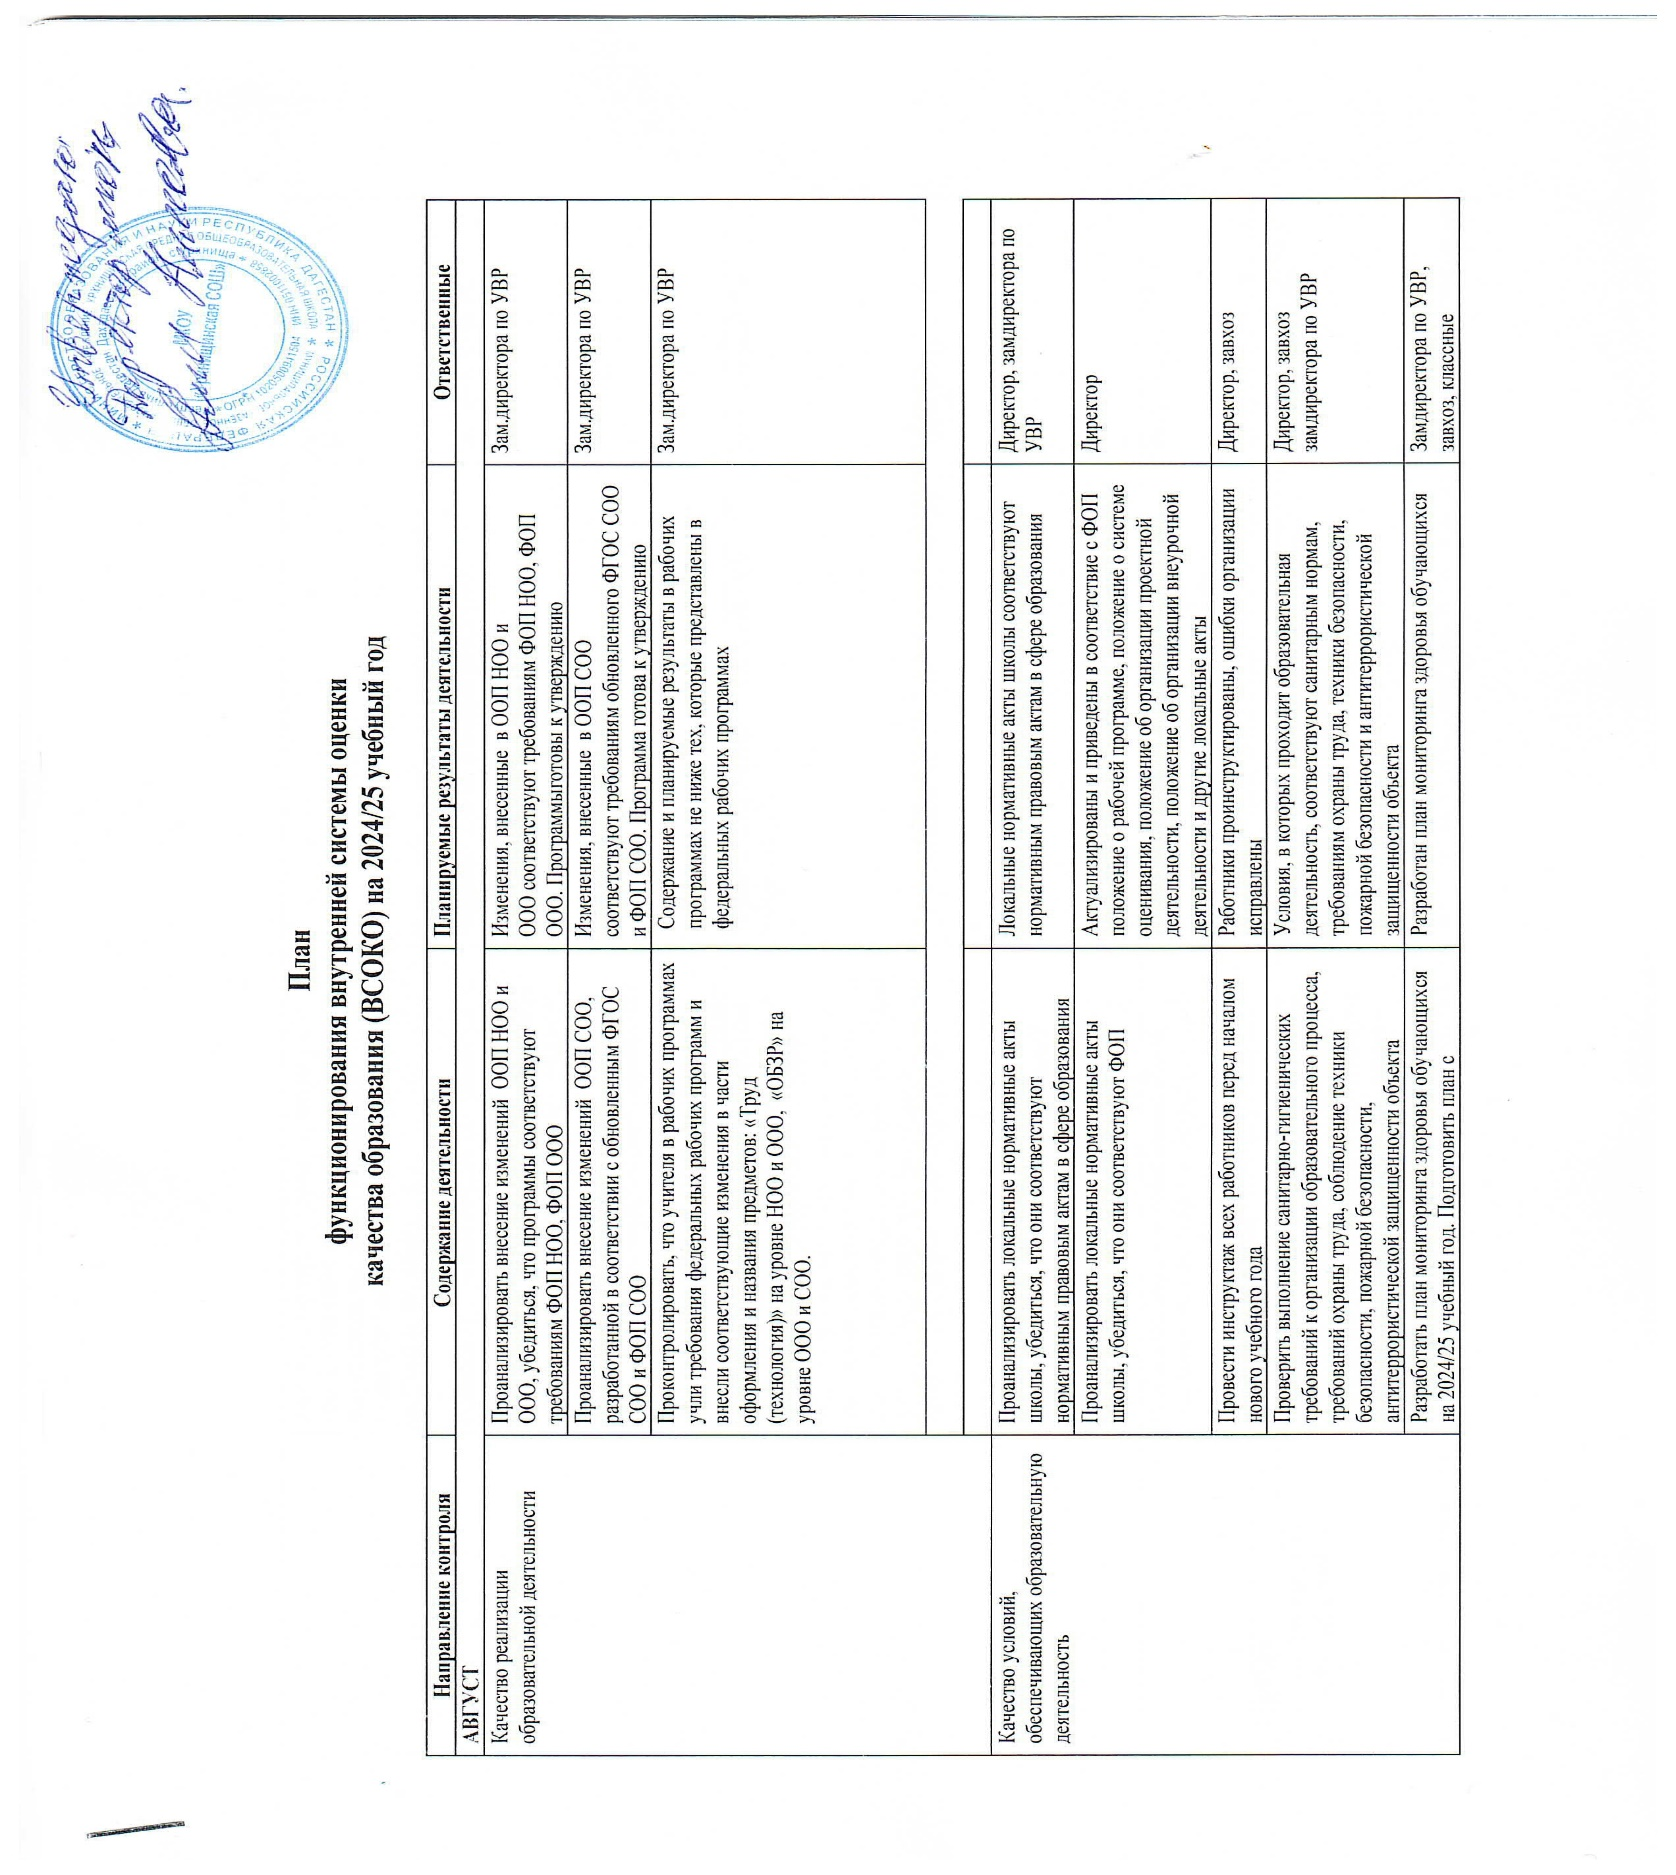 Утверждаю
Директор школы
План
функционирования внутренней системы оценки
качества образования (ВСОКО) на 2024/25 учебный год
Направление контроля
Содержание деятельности
Планируемые результаты деятельности
Ответственные
АВГУСТ
Качество реализации
образовательной деятельности
Проанализировать внесение изменений ООП НОО и
ООО, убедиться, что программы соответствуют
требованиям ФОП НОО, ФОП ООО
Изменения, внесенные в ООП НОО и
ООО соответствуют требованиям ФОП НОО, ФОП
ООО. Программыготовы к утверждению
Зам.директора по УВР
Проанализировать внесение изменений ООП СОО,
разработанной в соответствии с обновленным ФГОС
СОО и ФОП СОО
Изменения, внесенные в ООП СОО
соответствуют требованиям обновленного ФГОС СОО
и ФОП СОО. Программа готова к утверждению
Зам.директора по УВР
Проконтролировать, что учителя в рабочих программах
учли требования федеральных рабочих программ и
внесли соответствующие изменения в части
оформления и названия предметов: «Труд
(технология)» на уровне НОО и ООО, «ОБЗР» на
уровне ООО и СОО.
Содержание и планируемые результаты в рабочих
программах не ниже тех, которые представлены в
федеральных рабочих программах
Зам.директора по УВР
Качество условий,
обеспечивающих образовательную
деятельность
Проанализировать локальные нормативные акты
школы, убедиться, что они соответствуют
нормативным правовым актам в сфере образования
Локальные нормативные акты школы соответствуют
нормативным правовым актам в сфере образования
Директор, замдиректора по
УВР
Проанализировать локальные нормативные акты
школы, убедиться, что они соответствуют ФОП
Актуализированы и приведены в соответствие с ФОП
положение о рабочей программе, положение о системе
оценивания, положение об организации проектной
деятельности, положение об организации внеурочной
деятельности и другие локальные акты
Директор
Провести инструктаж всех работников перед началом
нового учебного года
Работники проинструктированы, ошибки организации
исправлены
Директор, завхоз
Проверить выполнение санитарно-гигиенических
требований к организации образовательного процесса,
требований охраны труда, соблюдение техники
безопасности, пожарной безопасности,
антитеррористической защищенности объекта
Условия, в которых проходит образовательная
деятельность, соответствуют санитарным нормам,
требованиям охраны труда, техники безопасности,
пожарной безопасности и антитеррористической
защищенности объекта
Директор, завхоз
замдиректора по УВР
Разработать план мониторинга здоровья обучающихся
на 2024/25 учебный год. Подготовить план с
Разработан план мониторинга здоровья обучающихся
Замдиректора по УВР,
завхоз, классные